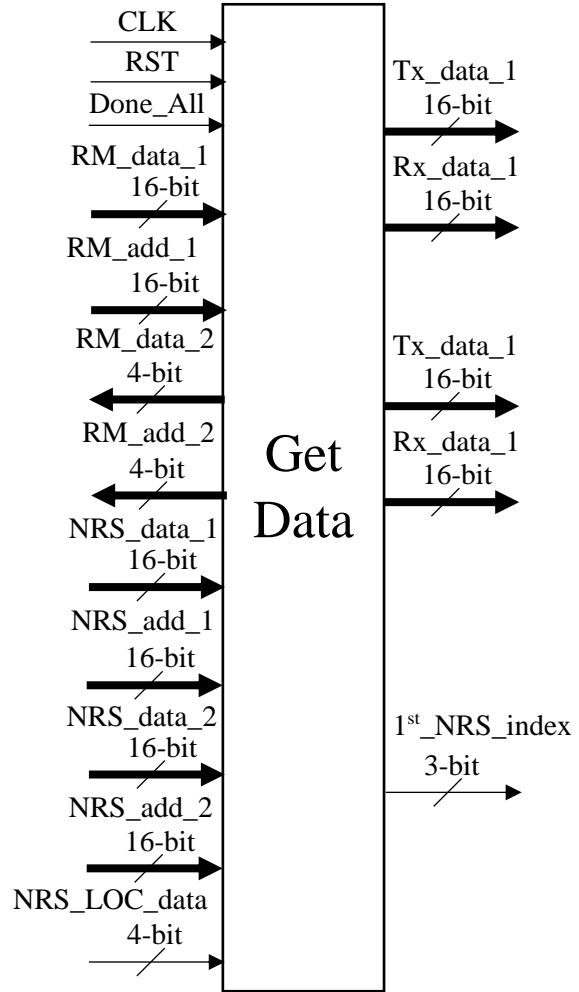 CLK
RST
Done_All
RM_data_1
16-bit
RM_add_1
16-bit
RM_data_2
4-bit
RM_add_2
4-bit
NRS_data_1
16-bit
NRS_add_1
16-bit
NRS_data_2
16-bit
NRS_add_2
16-bit
NRS_LOC_data
4-bit
Get
Data
Tx_data_1
16-bit
Rx_data_1
16-bit
Tx_data_1
16-bit
Rx_data_1
16-bit
1st_NRS_index
3-bit